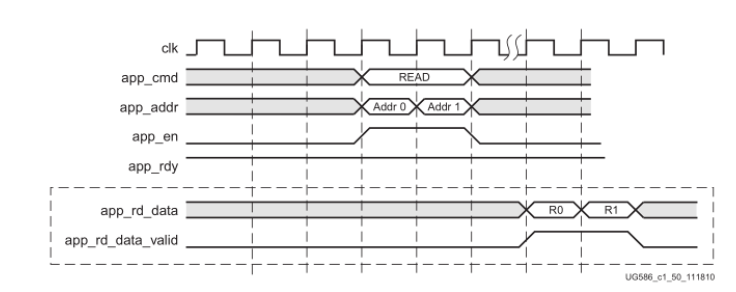 clk
app_cmd READ
app_addr Addr 0 Addr 1
app_en
app_rdy
app_rd_data R0 R1
app_rd_data_valid
UG586_c1_50_111810